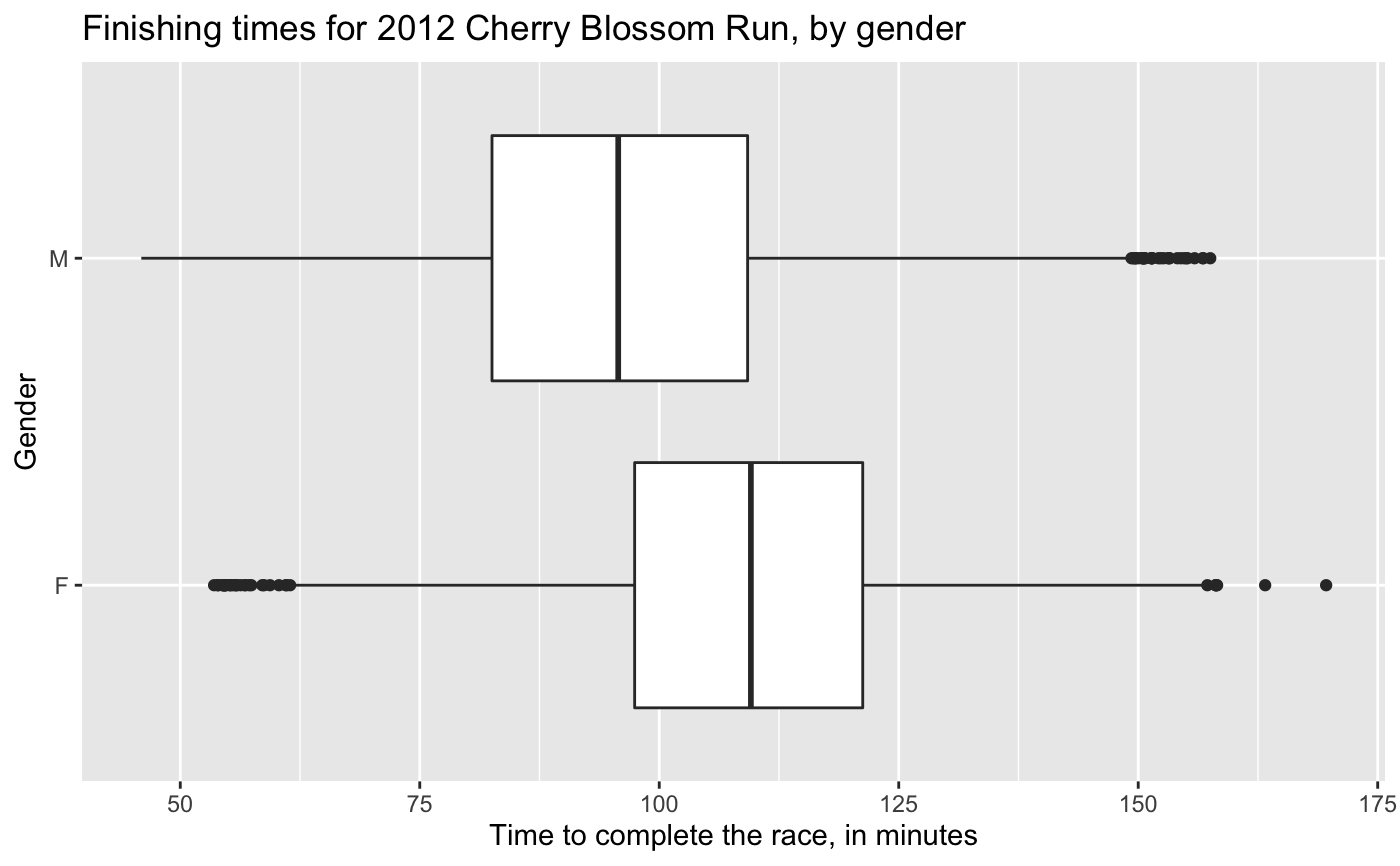 Finishing times for 2012 Cherry Blossom Run, by gender
M
Gender
F
50 75 100 125 150 175
Time to complete the race, in minutes